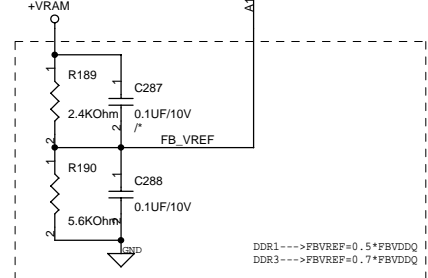 +VRAM
A1
1
R189
1
C287
2.4KOhm
0.1UF/10V
2
/*
2
FB_VREF
1
R190
1
C288
0.1UF/10V
5.6KOhm
2
2
GND
DDR1--->FBVREF=0.5*FBVDDQ
DDR3--->FBVREF=0.7*FBVDDQ